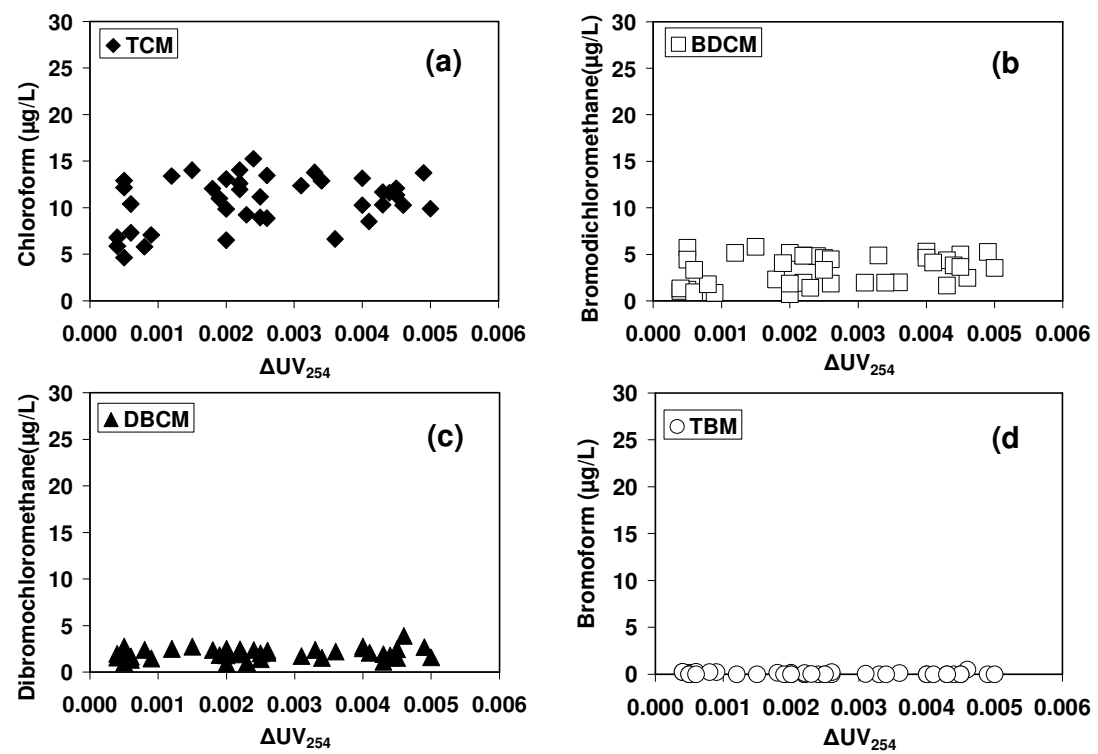 30
TCM
(a)
25
20
15
10
5
0
Chloroform (µg/L)
0.000 0.001 0.002 0.003 0.004 0.005 0.006
ΔUV254
30
BDCM
(b
25
20
15
10
5
0
Bromodichloromethane(µg/L)
0.000 0.001 0.002 0.003 0.004 0.005 0.006
ΔUV254
30
DBCM
(c)
25
20
15
10
5
0
Dibromochloromethane(µg/L)
0.000 0.001 0.002 0.003 0.004 0.005 0.006
ΔUV254
30
TBM
(d
25
20
15
10
5
0
Bromoform (µg/L)
0.000 0.001 0.002 0.003 0.004 0.005 0.006
ΔUV254